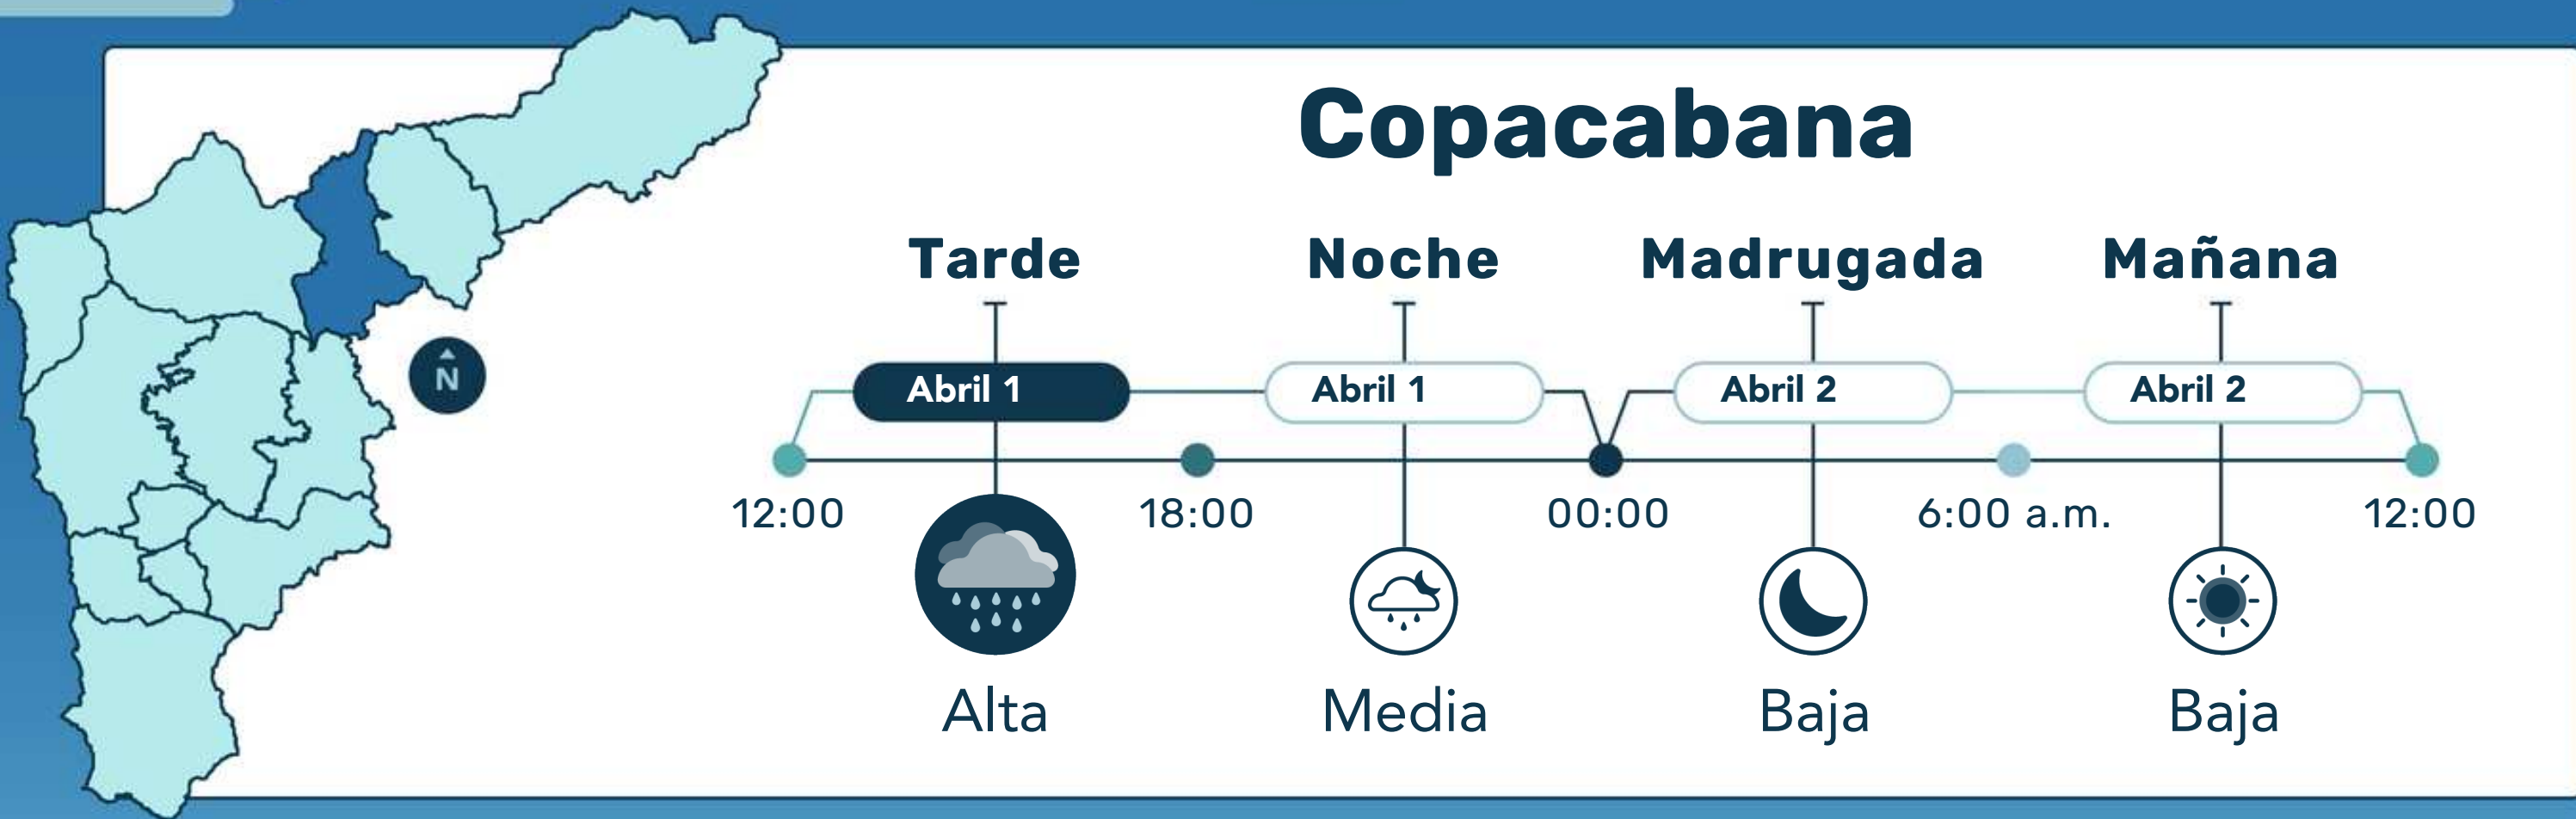 Copacabana
Tarde Noche Madrugada Mañana
N
Abril 1 Abril 1 Abril 2 Abril 2
12:00 18:00 00:00 6:00 a.m. 12:00
Alta Media Baja Baja